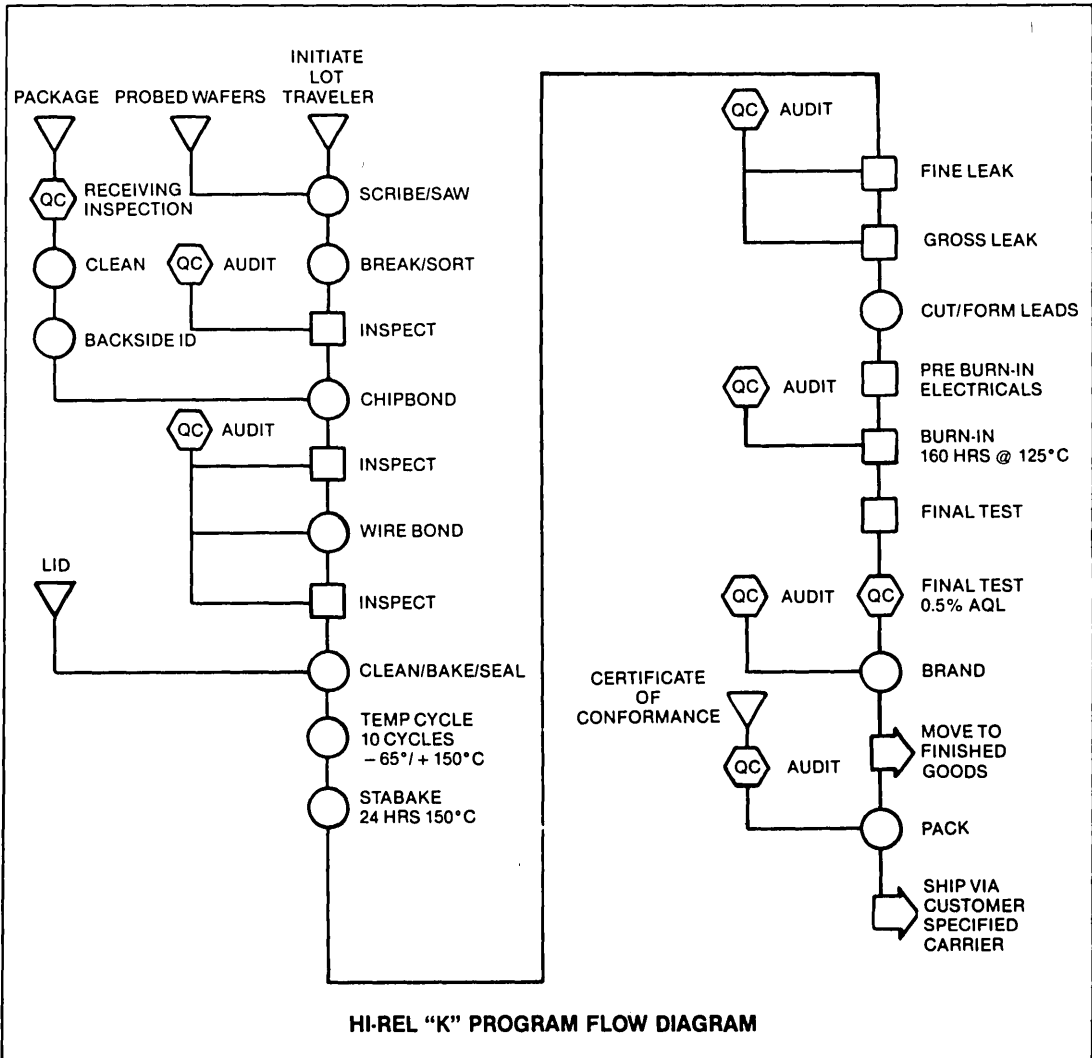 INITIATE
LOT
TRAVELER
PACKAGE
PROBED WAFERS
QC
RECEIVING
INSPECTION
SCRIBE/SAW
CLEAN
QC
AUDIT
BREAK/SORT
BACKSIDE ID
INSPECT
CHIPBOND
QC
AUDIT
INSPECT
WIRE BOND
LID
INSPECT
CLEAN/BAKE/SEAL
TEMP CYCLE
10 CYCLES
– 65°/ + 150°C
STABAKE
24 HRS 150°C
QC
AUDIT
FINE LEAK
GROSS LEAK
CUT/FORM LEADS
PRE BURN-IN
ELECTRICALS
QC
AUDIT
BURN-IN
160 HRS @ 125°C
FINAL TEST
QC
AUDIT
QC
FINAL TEST
0.5% AQL
BRAND
CERTIFICATE
OF
CONFORMANCE
MOVE TO
FINISHED
GOODS
QC
AUDIT
PACK
SHIP VIA
CUSTOMER
SPECIFIED
CARRIER
HI-REL “K” PROGRAM FLOW DIAGRAM